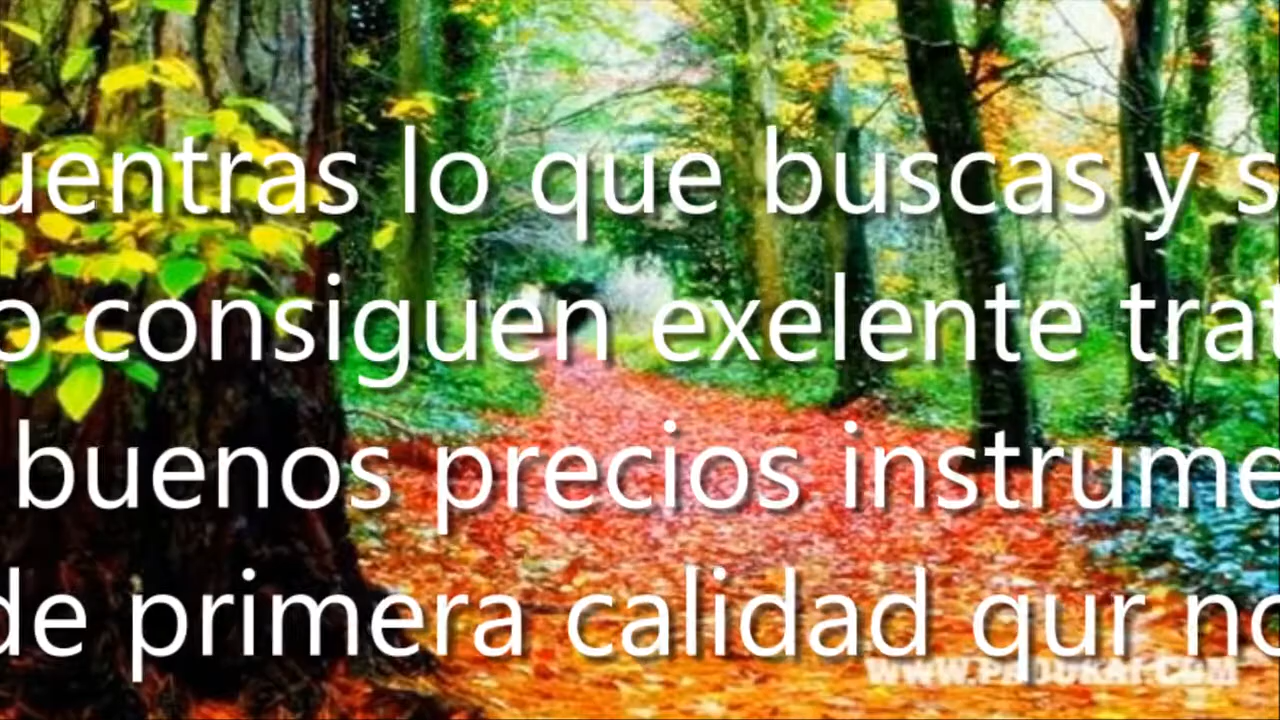 uentras lo que buscas y s
o consiguen exelente trat
buenos precios instrume
de primera calidad qur no